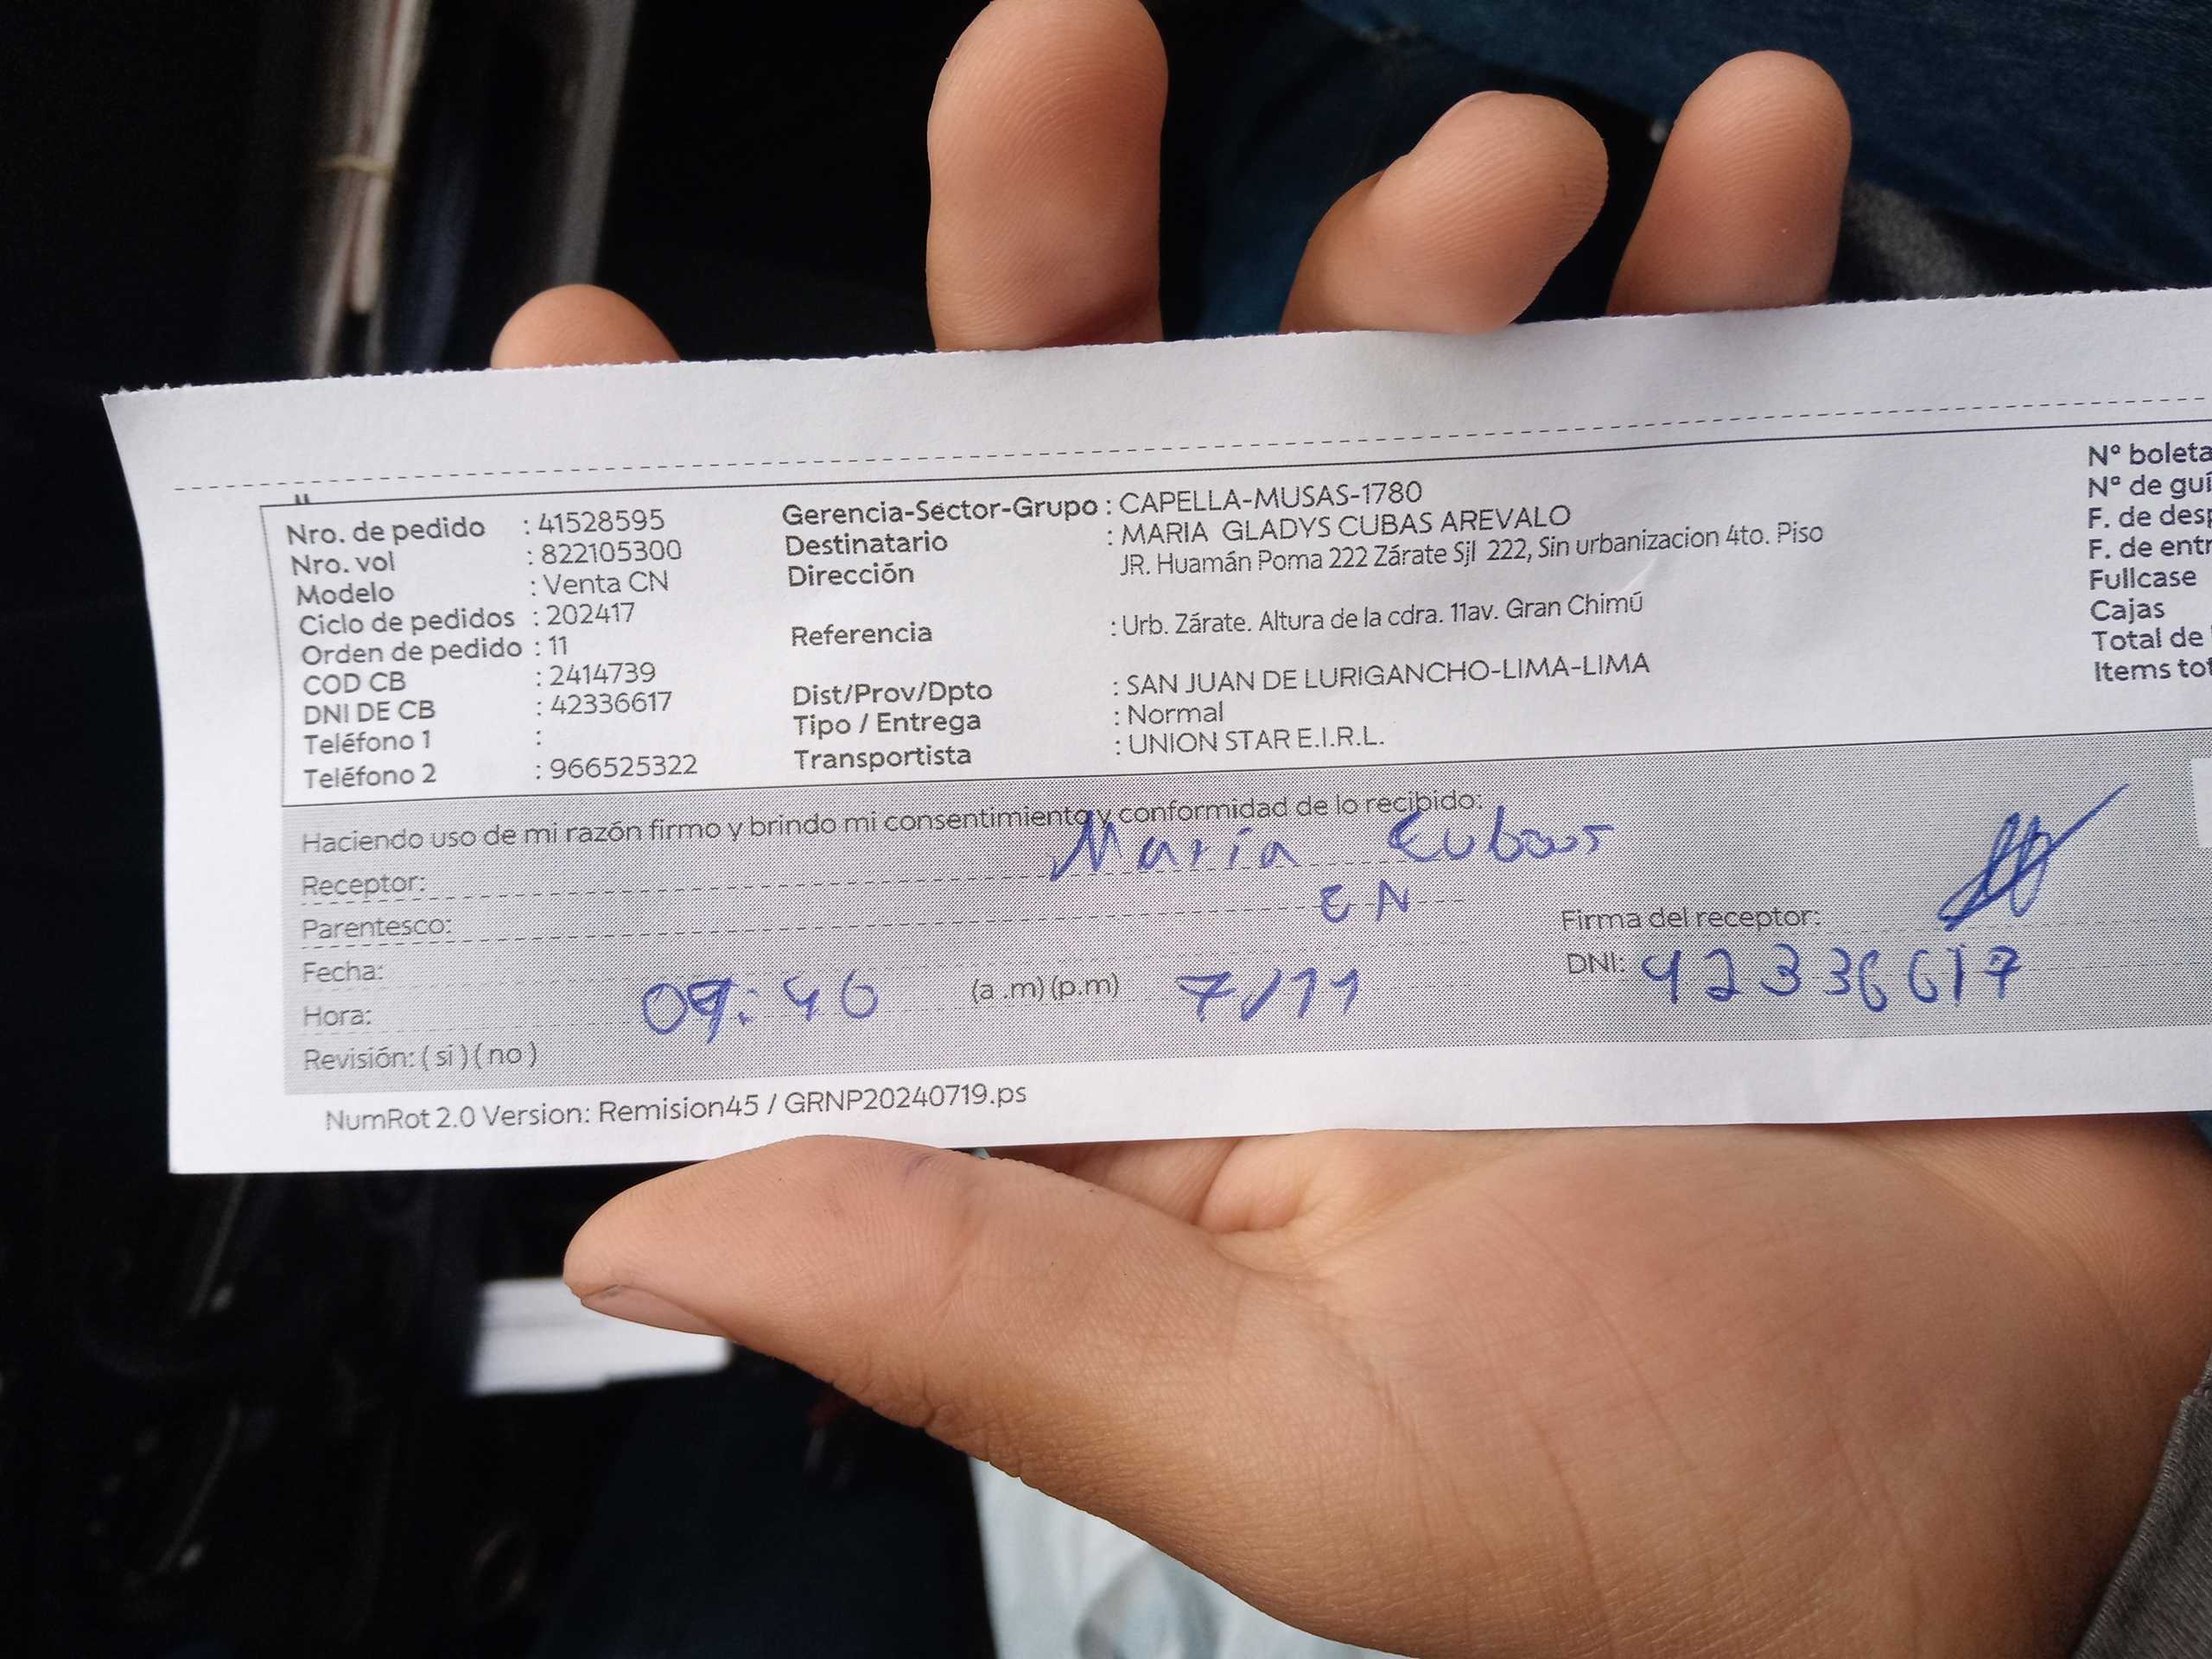 Nro. de pedido : 41528595
Nro. vol : 822105300
Modelo : Venta CN
Ciclo de pedidos : 202417
Orden de pedido : 11
COD CB : 2414739
DNI DE CB : 42336617
Teléfono 1 :
Teléfono 2 : 966525322
Gerencia-Sector-Grupo : CAPELLA-MUSAS-1780
Destinatario : MARIA GLADYS CUBAS AREVALO
Dirección JR. Huamán Poma 222 Zárate Sjl 222, Sin urbanizacion 4to. Piso
Referencia : Urb. Zárate. Altura de la cdra. 11av. Gran Chimú
Dist/Prov/Dpto : SAN JUAN DE LURIGANCHO-LIMA-LIMA
Tipo / Entrega : Normal
Transportista : UNION STAR E.I.R.L.
Nº boleta
Nº de guí
F. de desp
F. de entr
Fullcase
Cajas
Total de
Items tot
Haciendo uso de mi razón firmo y brindo mi consentimiento y conformidad de lo recibido:
Receptor: María Cubas
Parentesco: EN
Fecha:
Hora: 09:46 (a .m) (p.m) 7/11
Revisión: ( si ) ( no )
Firma del receptor:
DNI: 42336617
NumRot 2.0 Version: Remision45 / GRNP20240719.ps